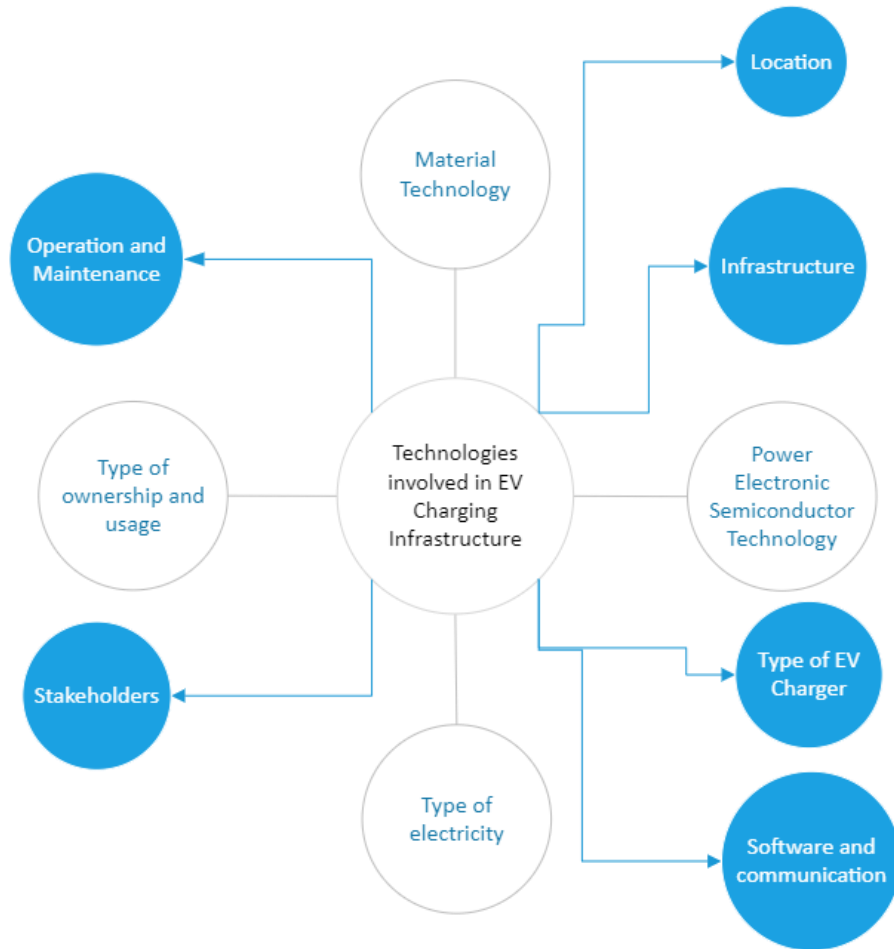 Location
Material
Technology
Operation and
Maintenance
Infrastructure
Technologies
involved in EV
Charging
Infrastructure
Type of
ownership and
usage
Power
Electronic
Semiconductor
Technology
Stakeholders
Type of EV
Charger
Type of
electricity
Software and
communication